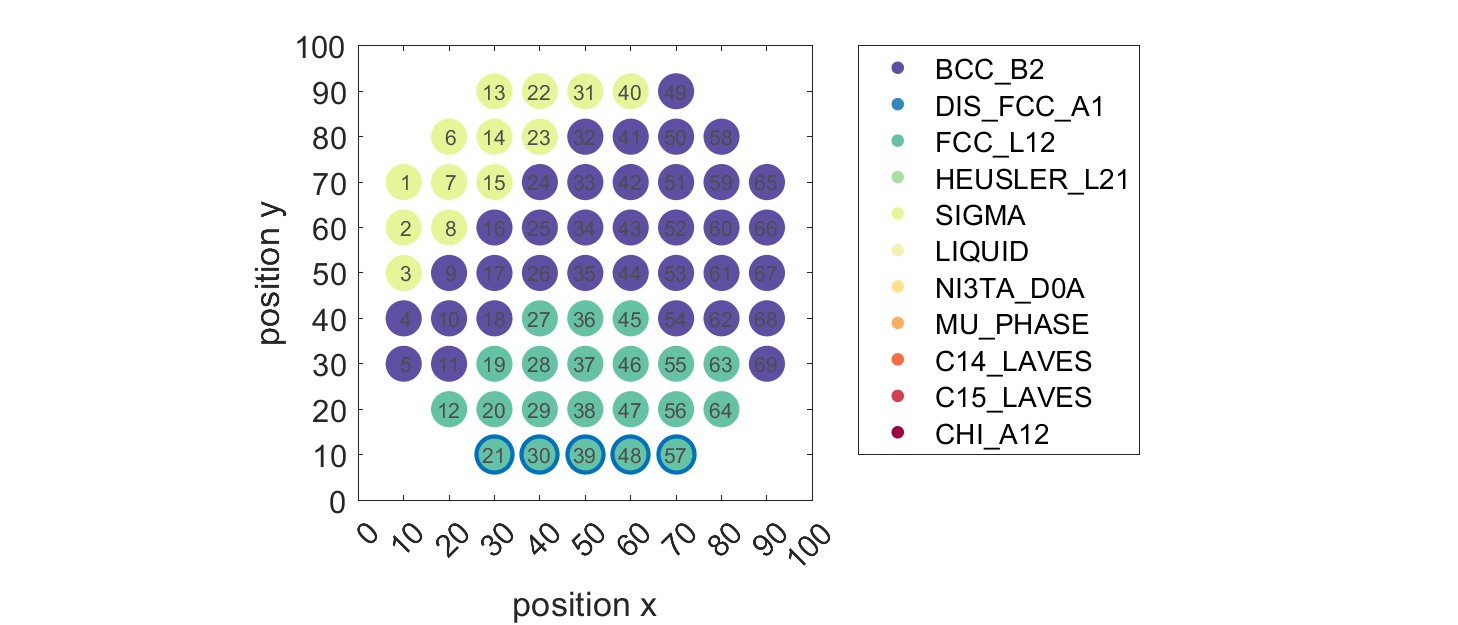 100
90 13 22 31 40 49
80 6 14 23 32 41 50 58
70 1 7 15 24 33 42 51 59 65
60 2 8 16 25 34 43 52 60 66
50 3 9 17 26 35 44 53 61 67
40 4 10 18 27 36 45 54 62 68
30 5 11 19 28 37 46 55 63 69
20 12 20 29 38 47 56 64
10 21 30 39 48 57
0
position y
0 10 20 30 40 50 60 70 80 90 100
position x
BCC_B2
DIS_FCC_A1
FCC_L12
HEUSLER_L21
SIGMA
LIQUID
NI3TA_D0A
MU_PHASE
C14_LAVES
C15_LAVES
CHI_A12